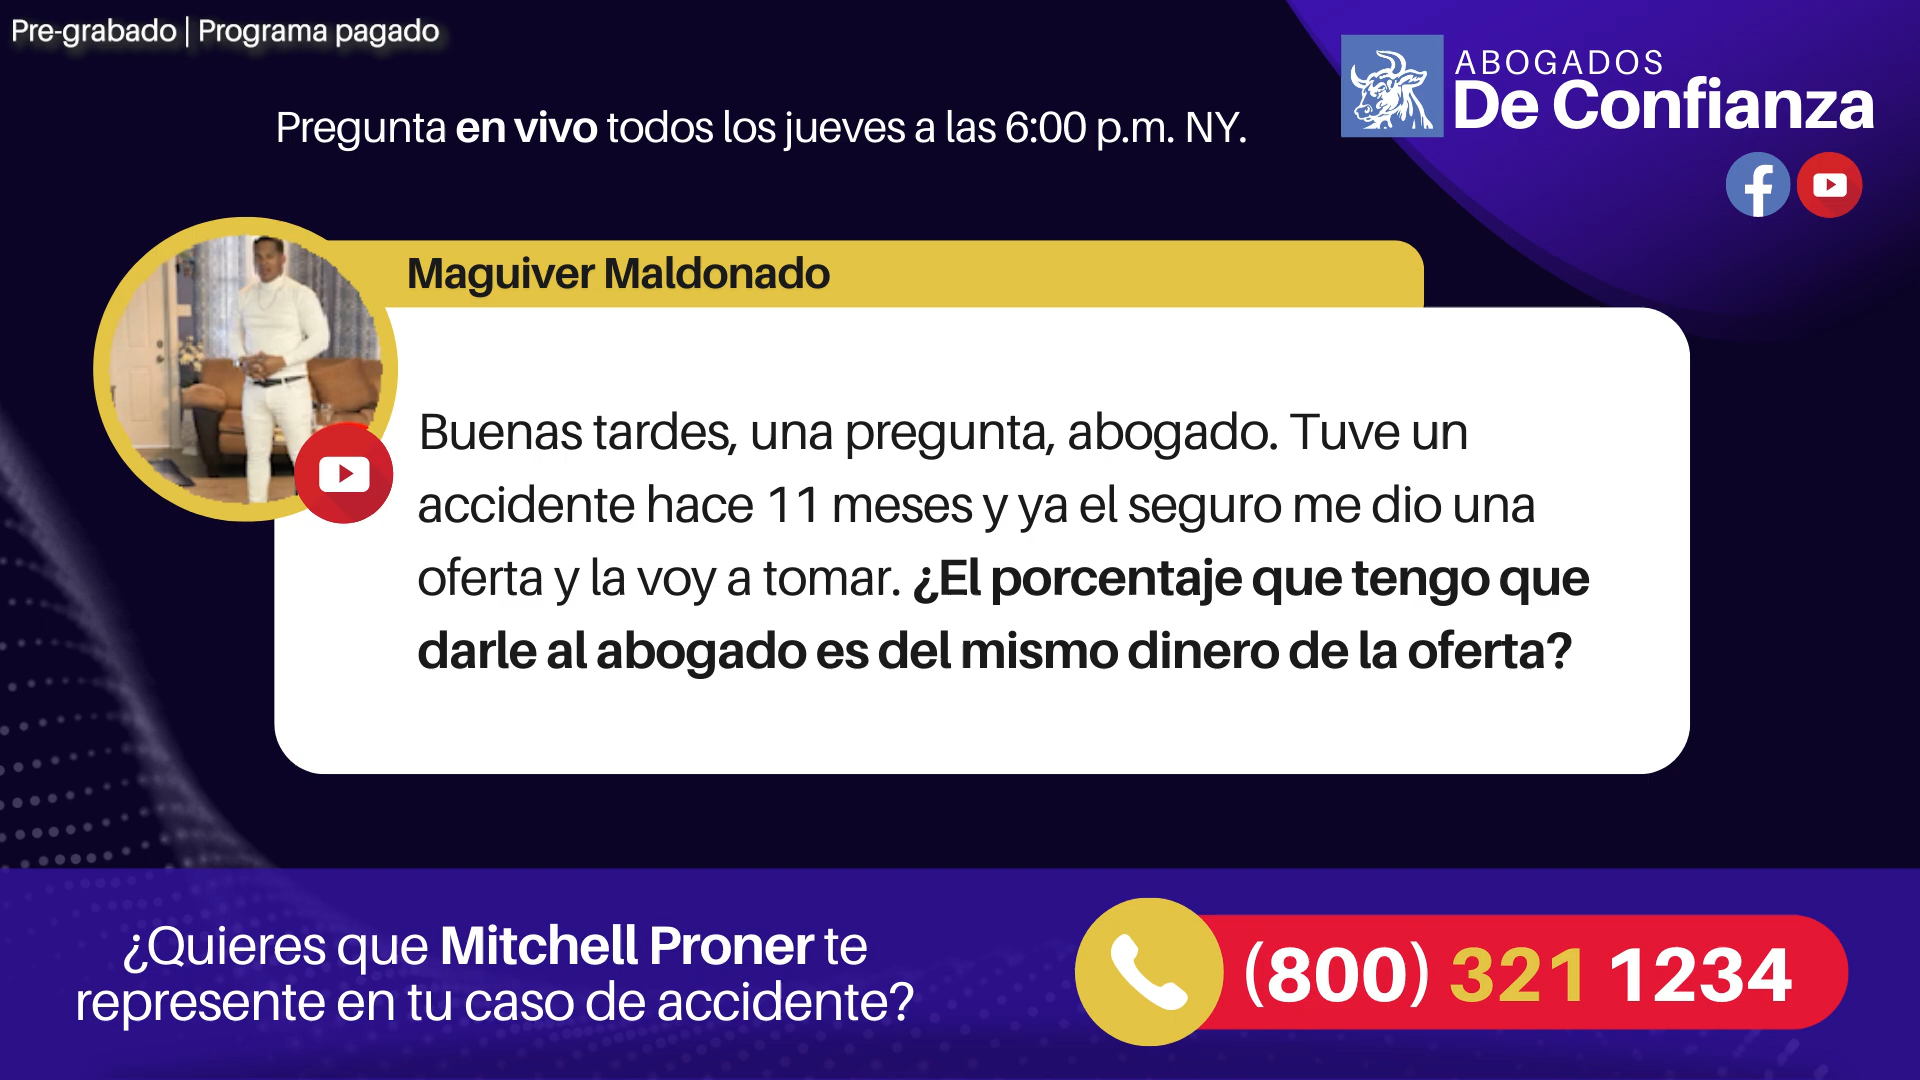 Pre-grabado | Programa pagado
ABOGADOS
De Confianza
Pregunta en vivo todos los jueves a las 6:00 p.m. NY.
Maguiver Maldonado
Buenas tardes, una pregunta, abogado. Tuve un
accidente hace 11 meses y ya el seguro me dio una
oferta y la voy a tomar. ¿El porcentaje que tengo que
darle al abogado es del mismo dinero de la oferta?
¿Quieres que Mitchell Proner te
represente en tu caso de accidente?
(800) 321 1234